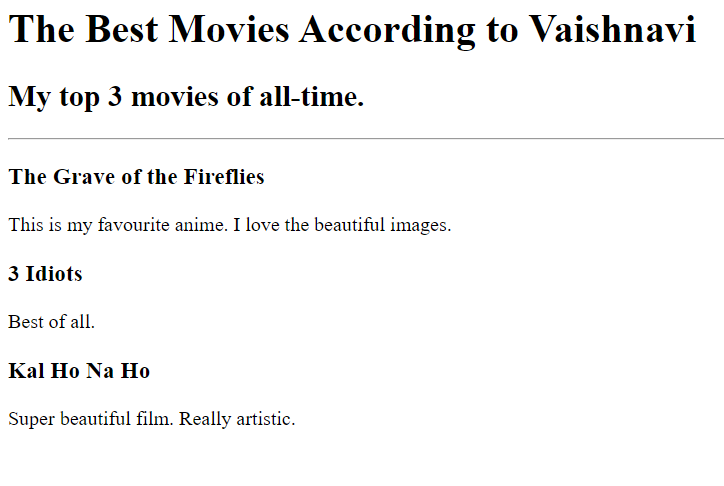 The Best Movies According to Vaishnavi
My top 3 movies of all-time.
The Grave of the Fireflies
This is my favourite anime. I love the beautiful images.
3 Idiots
Best of all.
Kal Ho Na Ho
Super beautiful film. Really artistic.